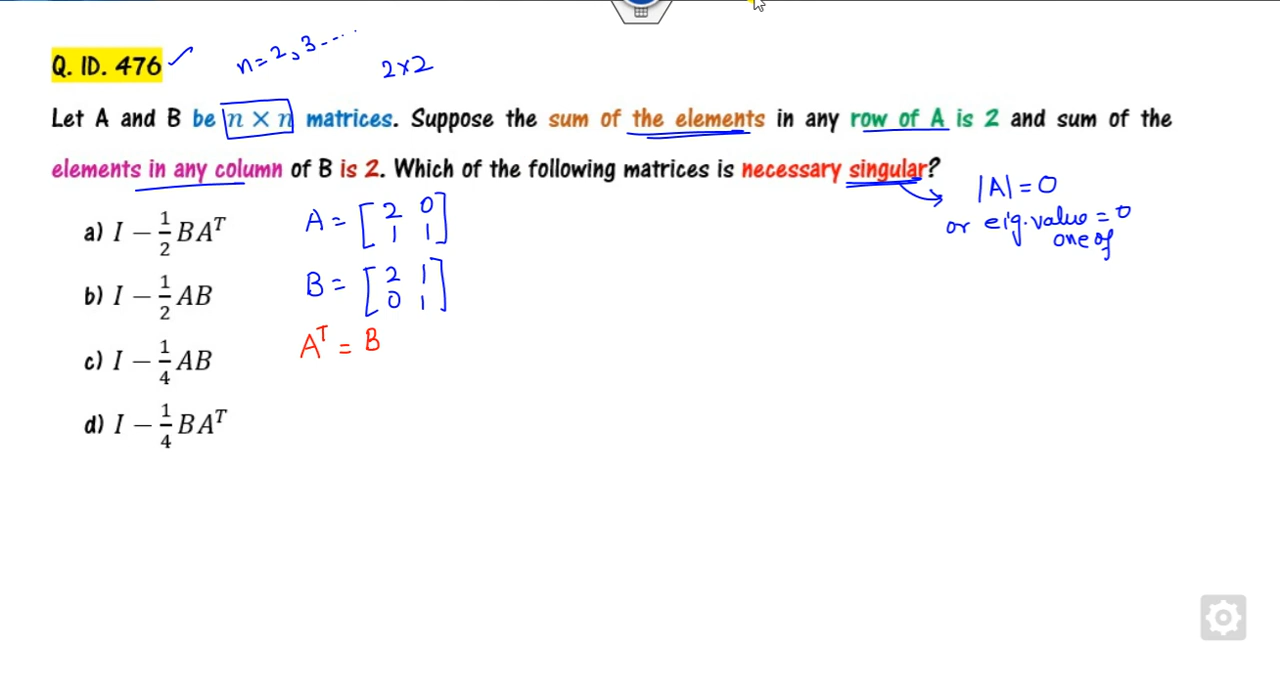 Q. ID. 476 ✓
n=2,3-...
2×2
Let A and B be n × n matrices. Suppose the sum of the elements in any row of A is 2 and sum of the
elements in any column of B is 2. Which of the following matrices is necessary singular?
|A|=0
or eig.value=0
one of
a) I − 1/2 BAᵀ
b) I − 1/2 AB
c) I − 1/4 AB
d) I − 1/4 BAᵀ
A = [2 0
1 1]
B = [2 1
0 1]
Aᵀ = B